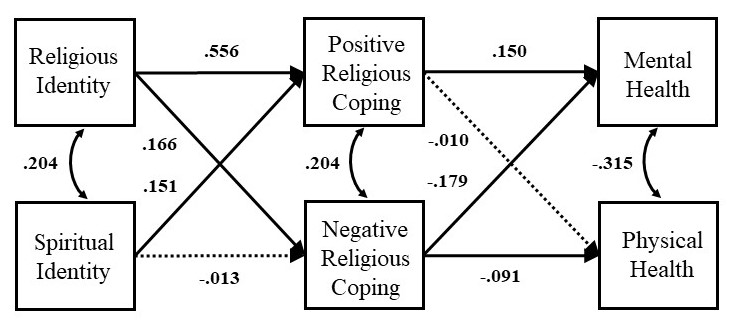 Religious
Identity
.556
Positive
Religious
Coping
.150
Mental
Health
.204
.166
.151
.204
-.010
-.179
-.315
Spiritual
Identity
-.013
Negative
Religious
Coping
-.091
Physical
Health